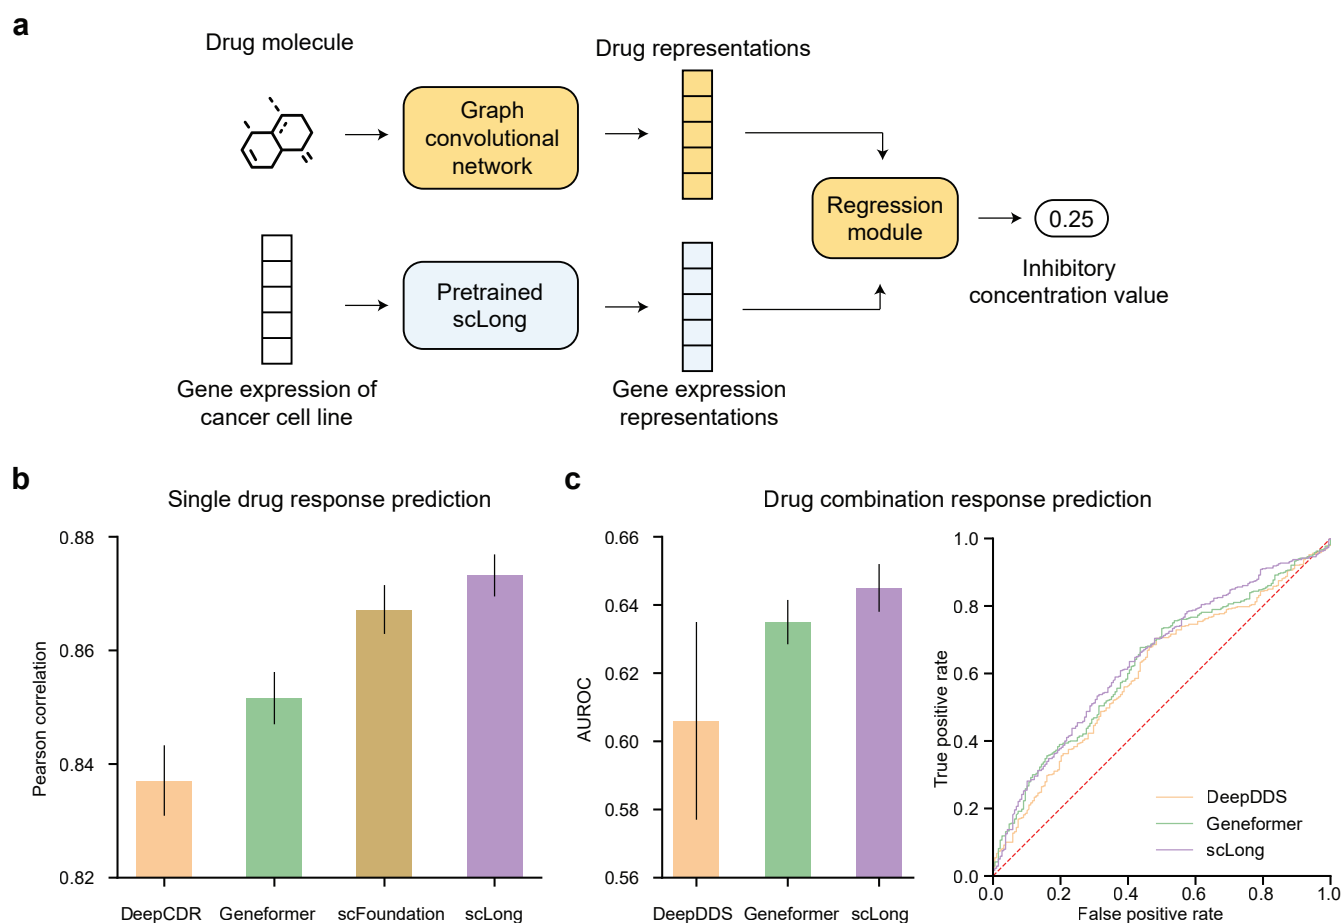 a
Drug molecule
Drug representations
Graph
convolutional
network
Regression
module
0.25
Inhibitory
concentration value
Pretrained
scLong
Gene expression of
cancer cell line
Gene expression
representations
b
Single drug response prediction
Pearson correlation
0.88
0.86
0.84
0.82
DeepCDR
Geneformer
scFoundation
scLong
c
Drug combination response prediction
AUROC
0.66
0.64
0.62
0.60
0.58
0.56
DeepDDS
Geneformer
scLong
True positive rate
1.0
0.8
0.6
0.4
0.2
0.0
DeepDDS
Geneformer
scLong
0.0
0.2
0.4
0.6
0.8
1.0
False positive rate